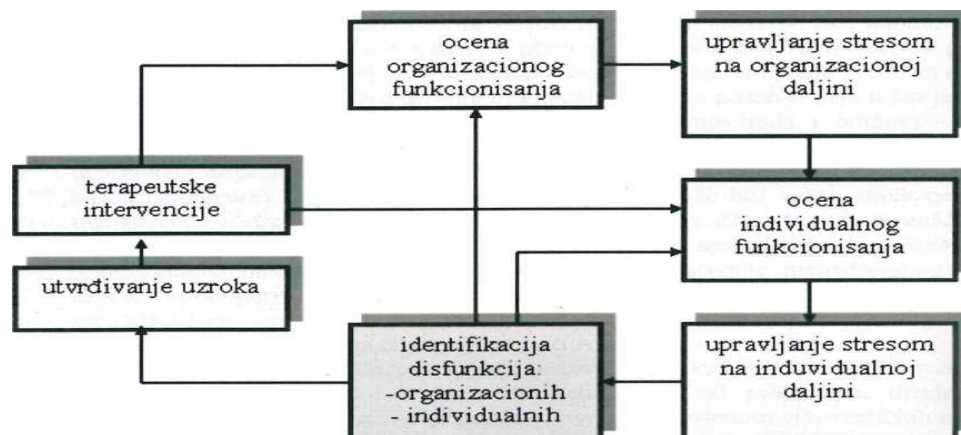 ocena
organizacionog
funkcionisanja
upravljanje stresom
na organizacionoj
daljini
terapeutske
intervencije
ocena
individualnog
funkcionisanja
utvrđivanje uzroka
identifikacija
disfunkcija:
-organizacionih
- individualnih
upravljanje stresom
na induvidualnoj
daljini